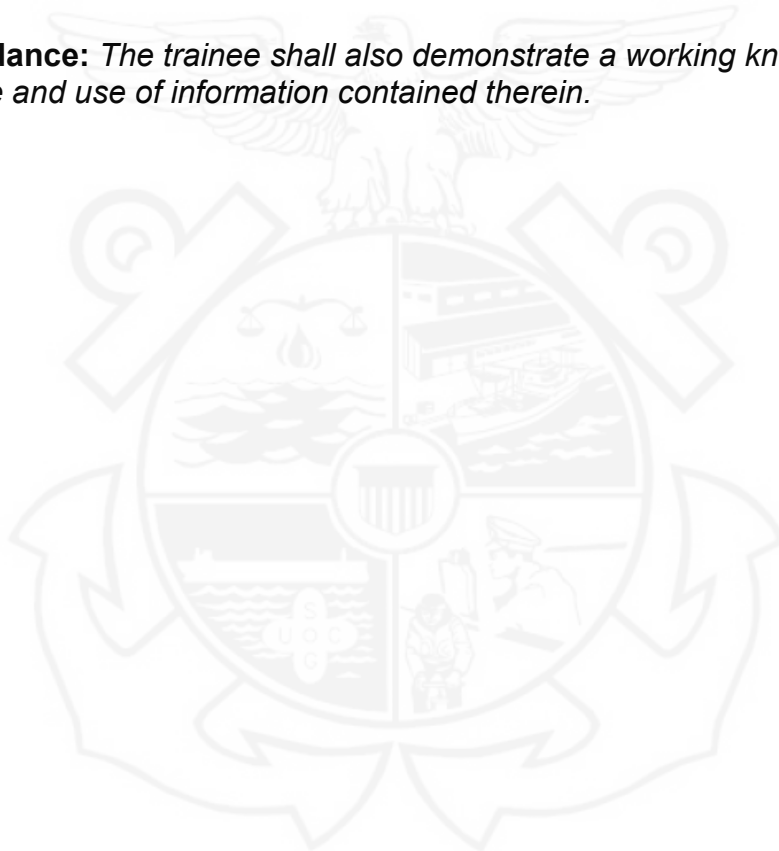 lance: The trainee shall also demonstrate a working kn
e and use of information contained therein.
S
U C
G